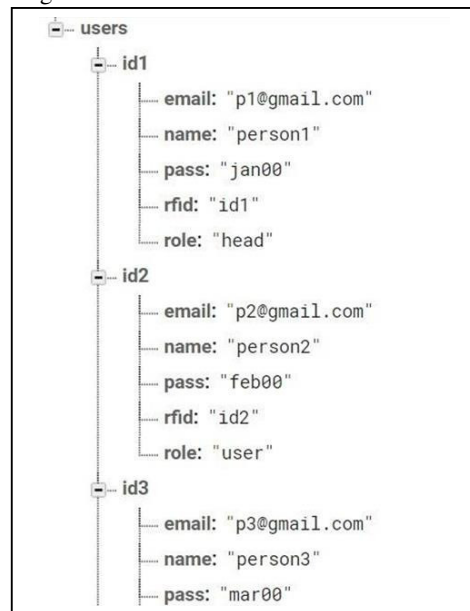 users
id1
email: "p1@gmail.com"
name: "person1"
pass: "jan00"
rfid: "id1"
role: "head"
id2
email: "p2@gmail.com"
name: "person2"
pass: "feb00"
rfid: "id2"
role: "user"
id3
email: "p3@gmail.com"
name: "person3"
pass: "mar00"